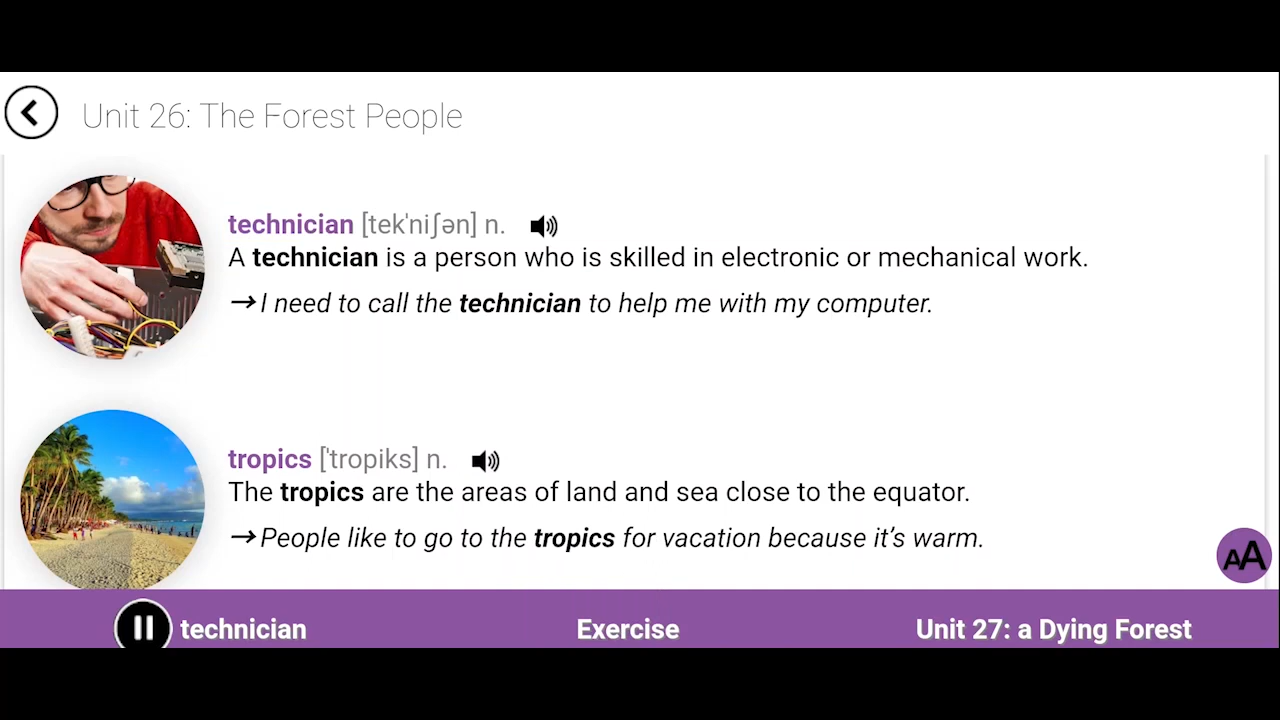 Unit 26: The Forest People
technician [tek'niʃən] n.
A technician is a person who is skilled in electronic or mechanical work.
→ I need to call the technician to help me with my computer.
tropics ['tropiks] n.
The tropics are the areas of land and sea close to the equator.
→ People like to go to the tropics for vacation because it's warm.
AA
technician Exercise Unit 27: a Dying Forest